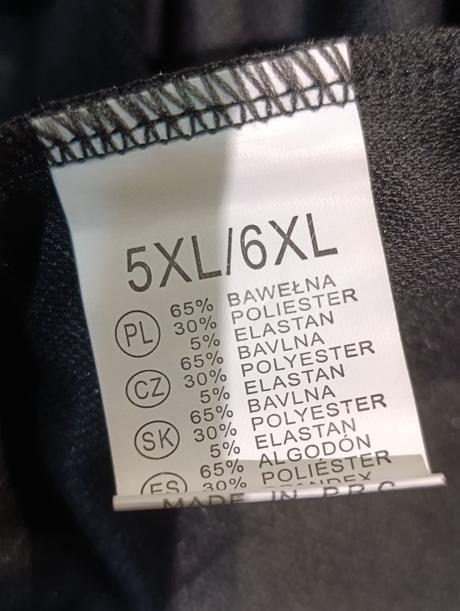 5XL/6XL
PL 65% BAWEŁNA
30% POLIESTER
5% ELASTAN
CZ 65% BAVLNA
30% POLYESTER
5% ELASTAN
SK 65% BAVLNA
30% POLYESTER
5% ELASTAN
ES 65% ALGODÓN
30% POLIÉSTER
MADE IN P.R.C